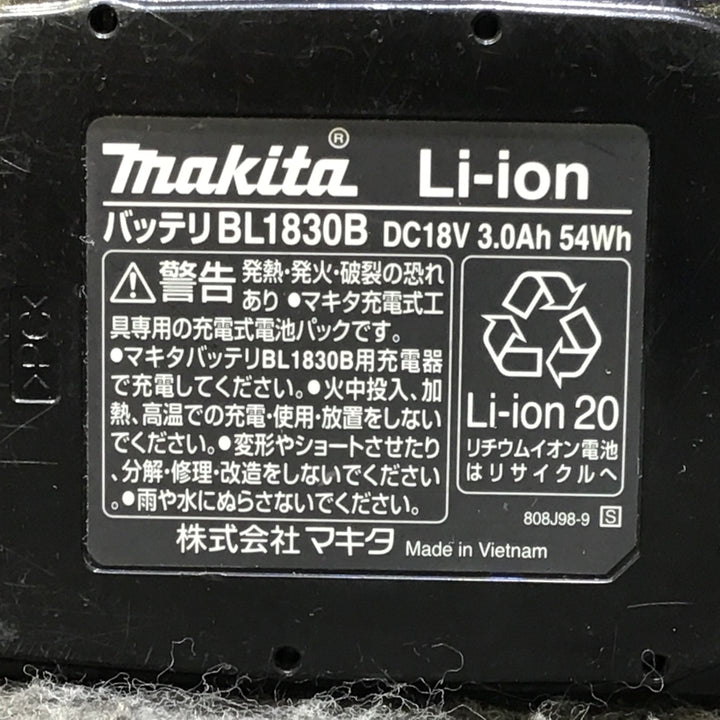 makita® Li-ion
バッテリ BL1830B DC18V 3.0Ah 54Wh
⚠警告 発熱・発火・破裂の恐れ
あり ●マキタ充電式工
具専用の充電式電池パックです。
●マキタバッテリBL1830B用充電器
で充電してください。●火中投入、加
熱、高温での充電・使用・放置をしない
でください。●変形やショートさせたり
、分解・修理・改造をしないでください
。●雨や水にぬらさないでください。
Li-ion 20
リチウムイオン電池
はリサイクルへ
808J98-9 S
株式会社 マキタ Made in Vietnam